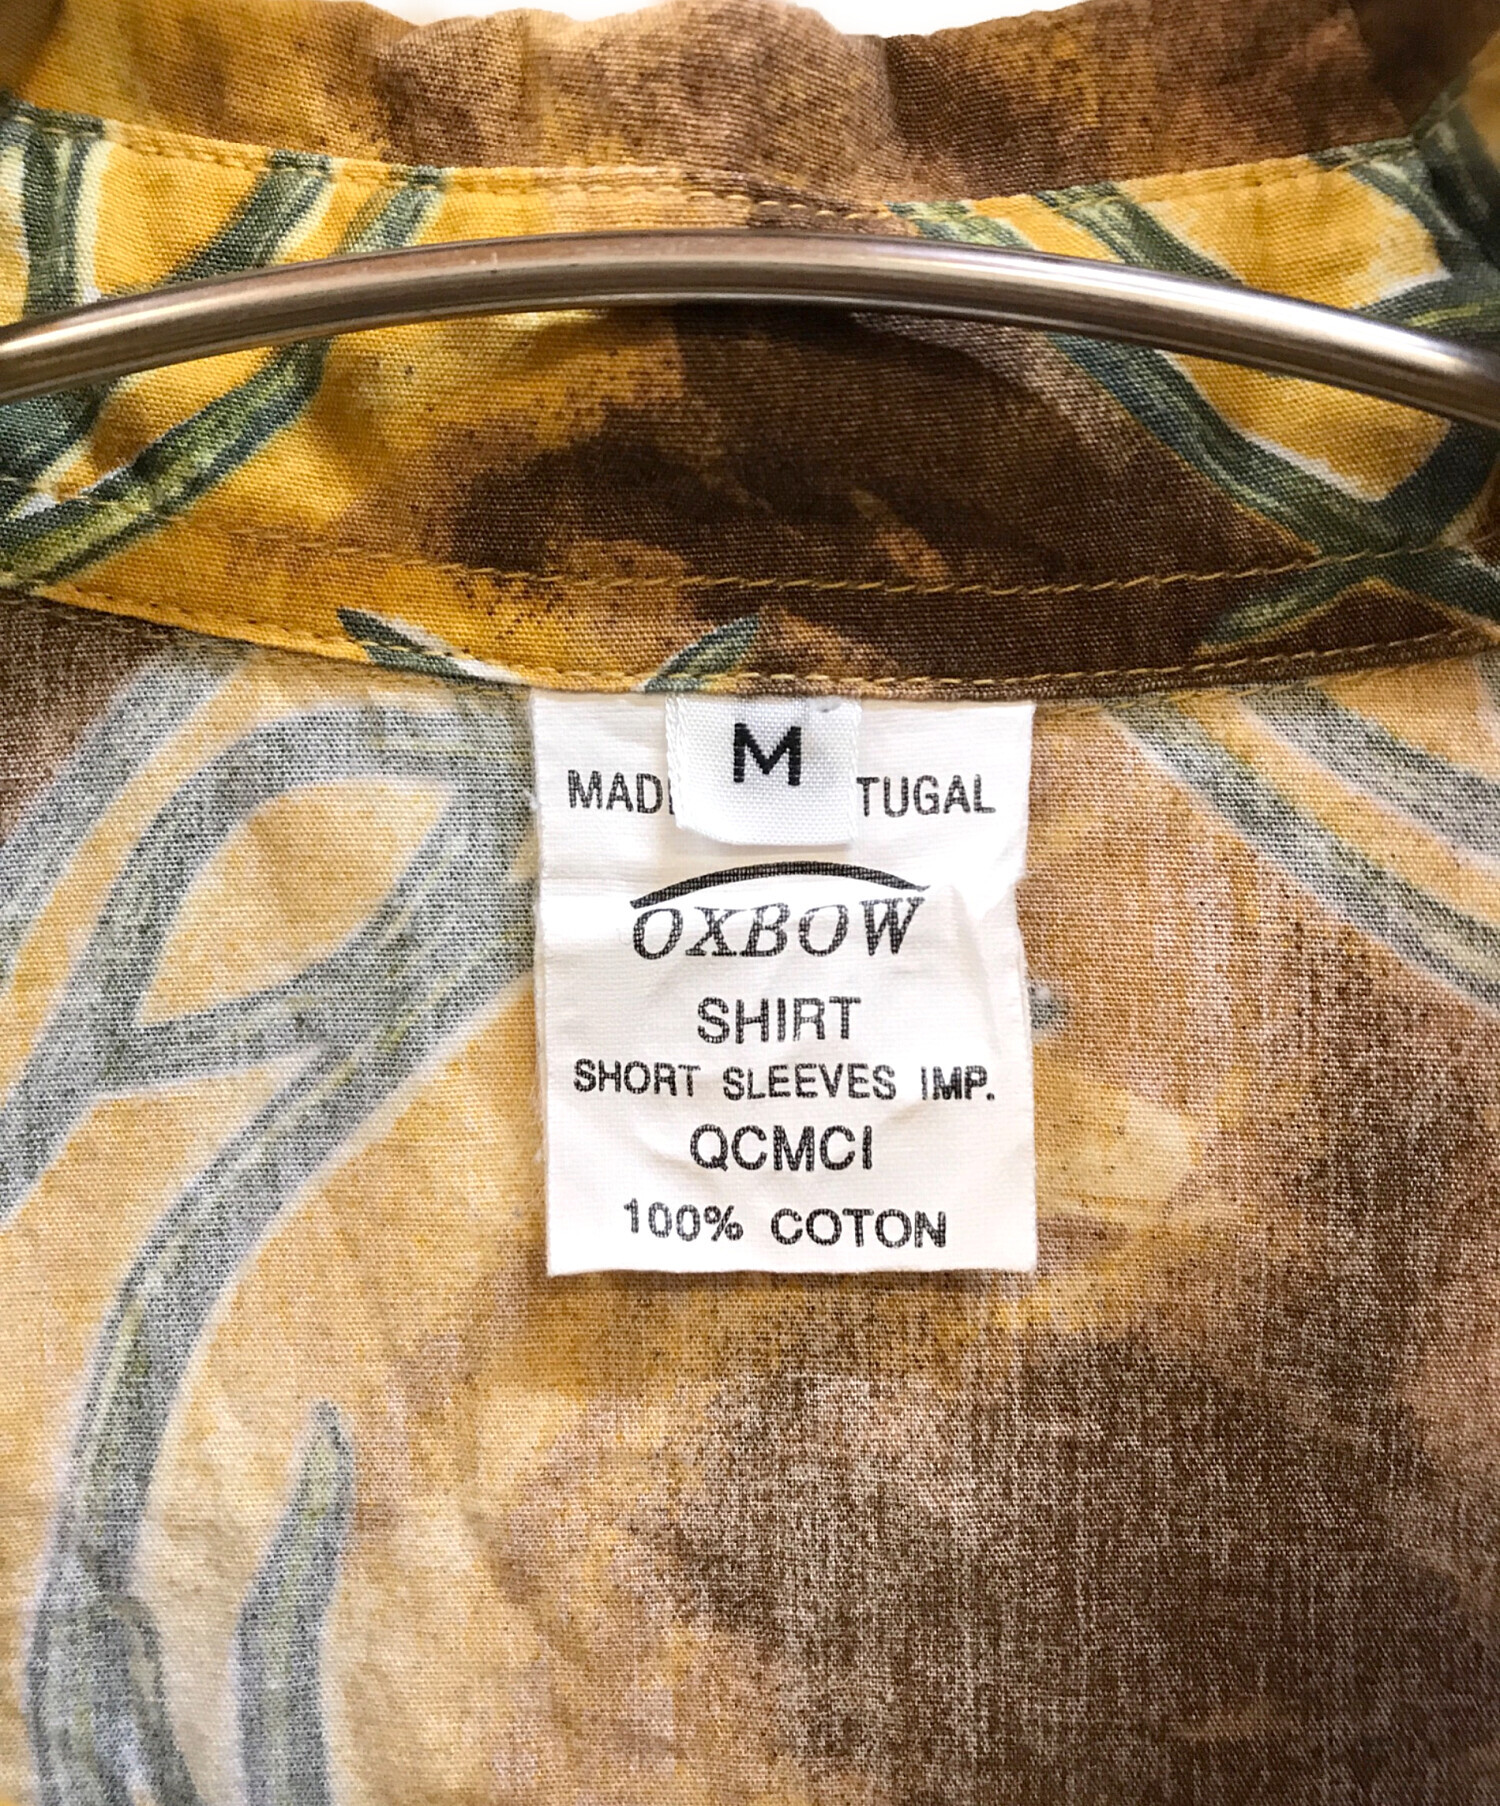 M
MADE TUGAL
OXBOW
SHIRT
SHORT SLEEVES IMP.
QCMCI
100% COTON